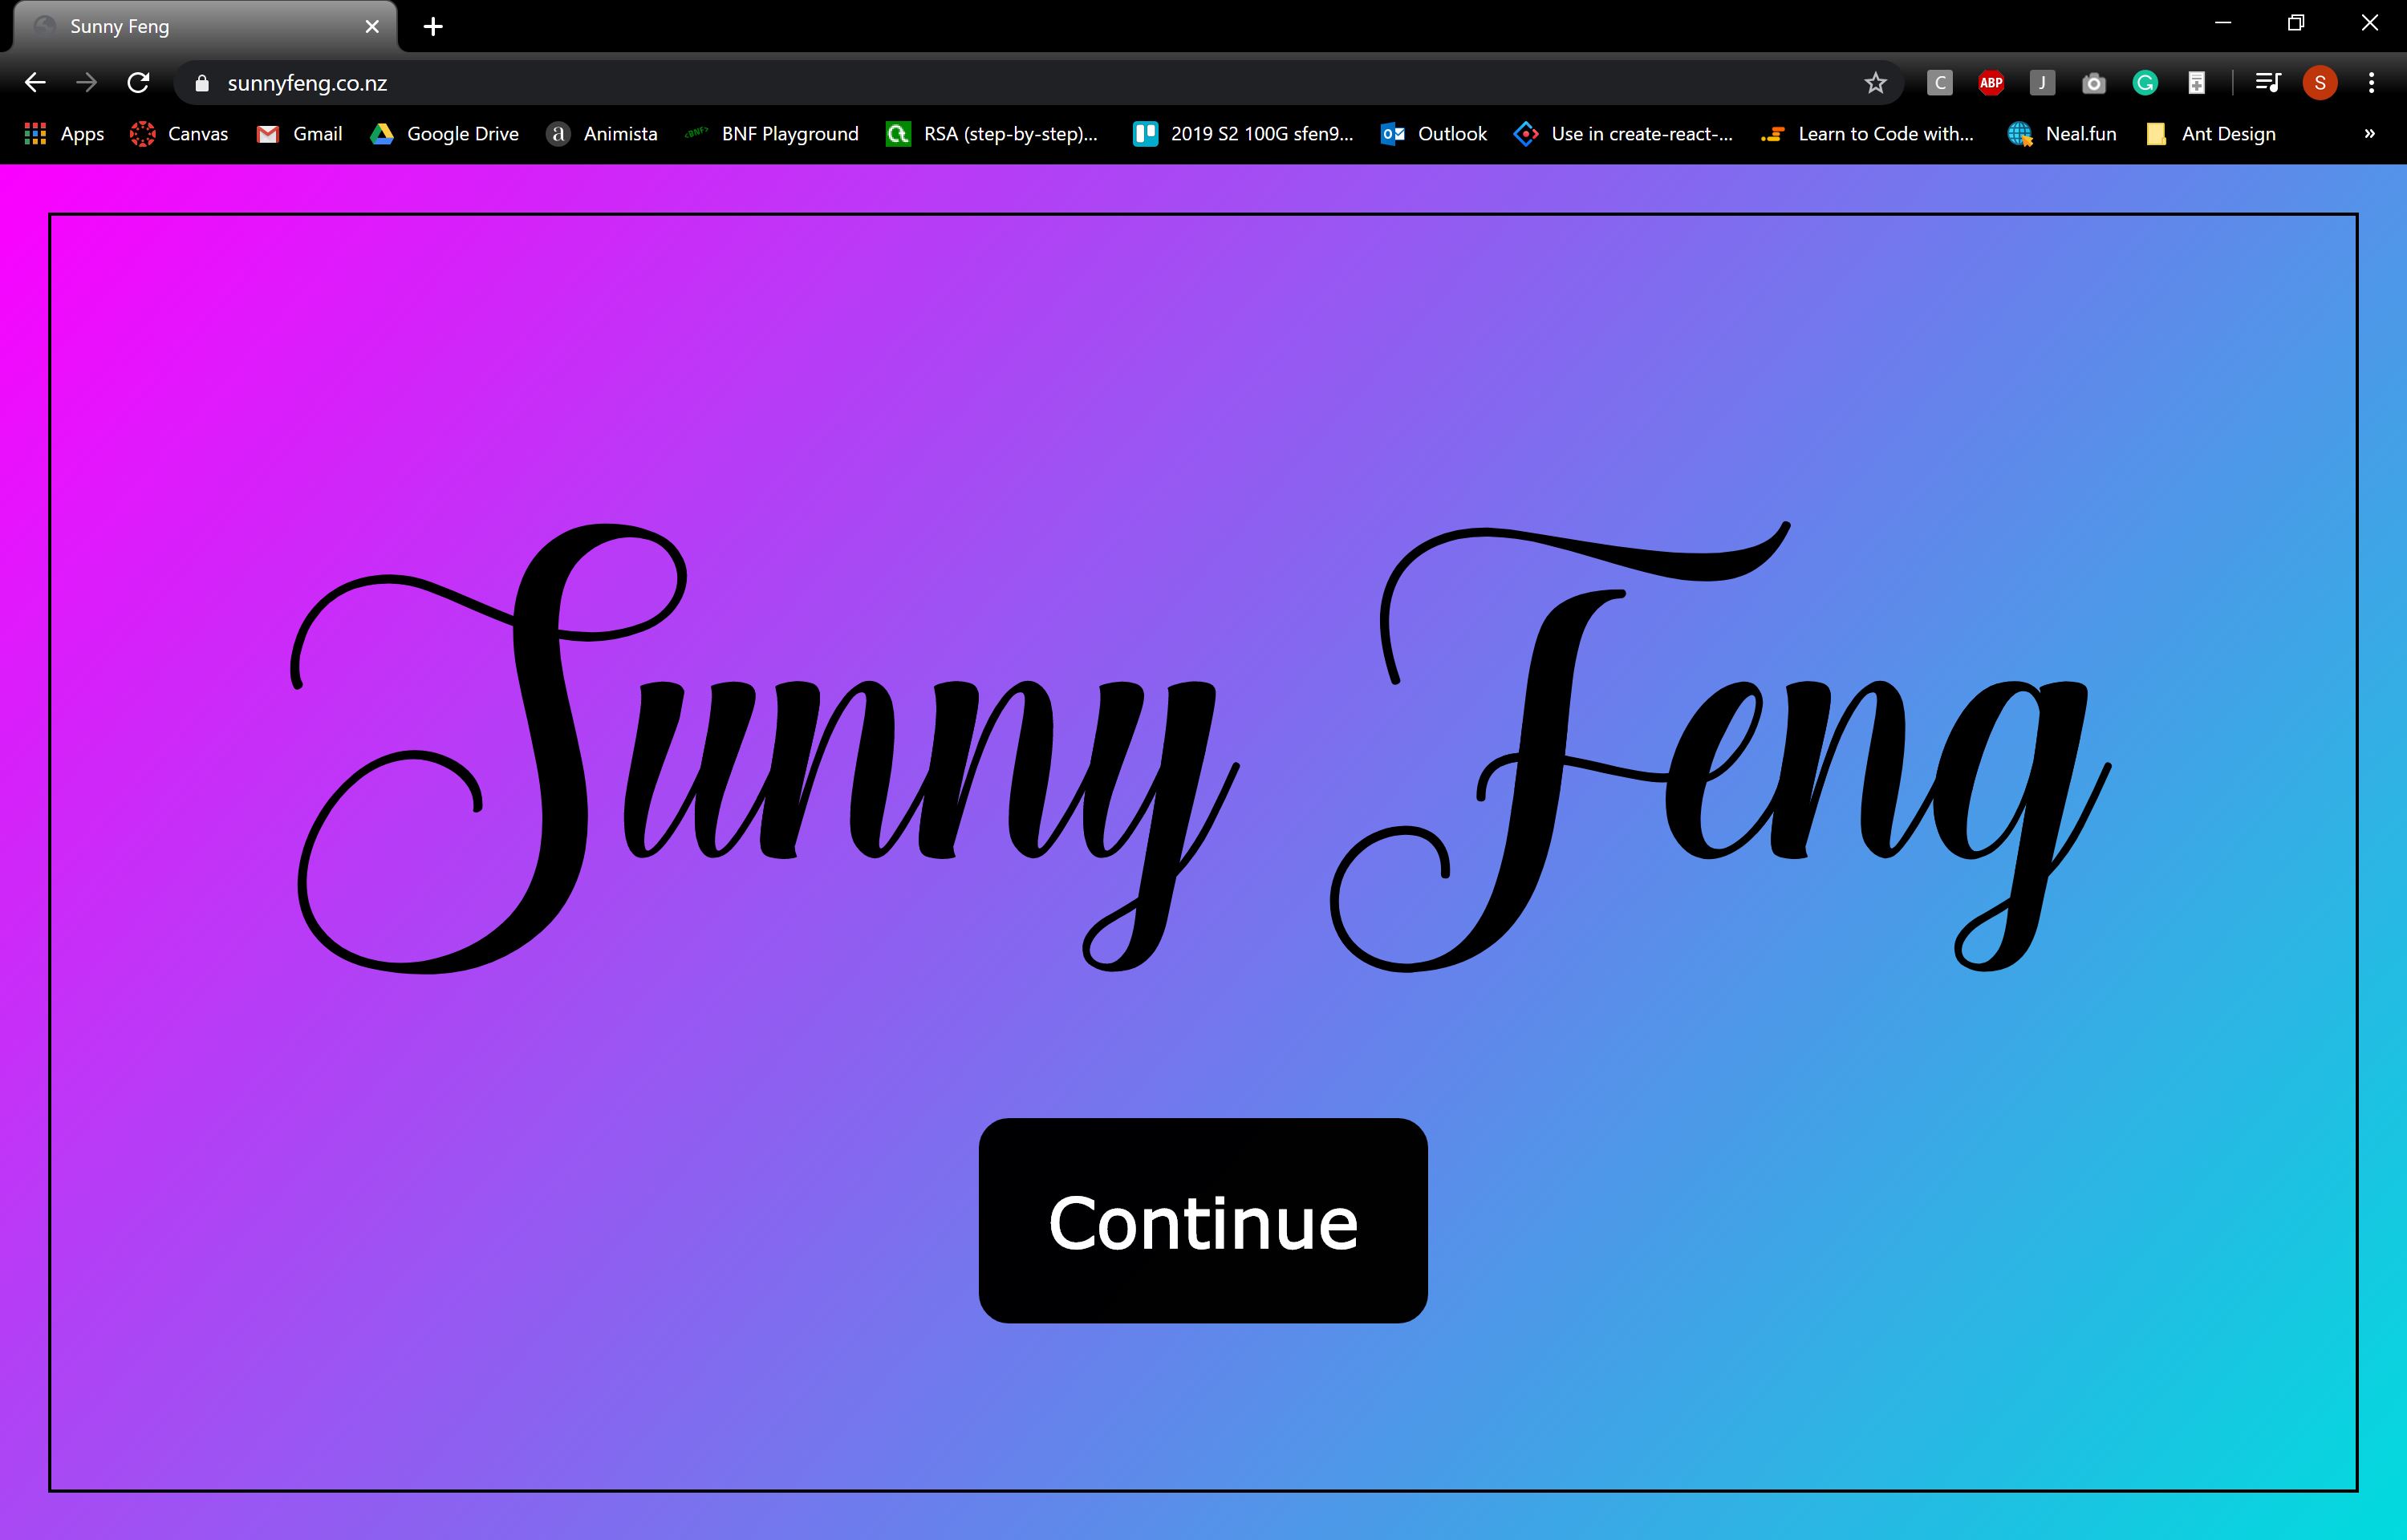 Sunny Feng
sunnyfeng.co.nz
C ABP J G S
Apps Canvas Gmail Google Drive a Animista <BNF> BNF Playground RSA (step-by-step)... 2019 S2 100G sfen9... Outlook Use in create-react-... Learn to Code with... Neal.fun Ant Design »
Sunny Feng
Continue